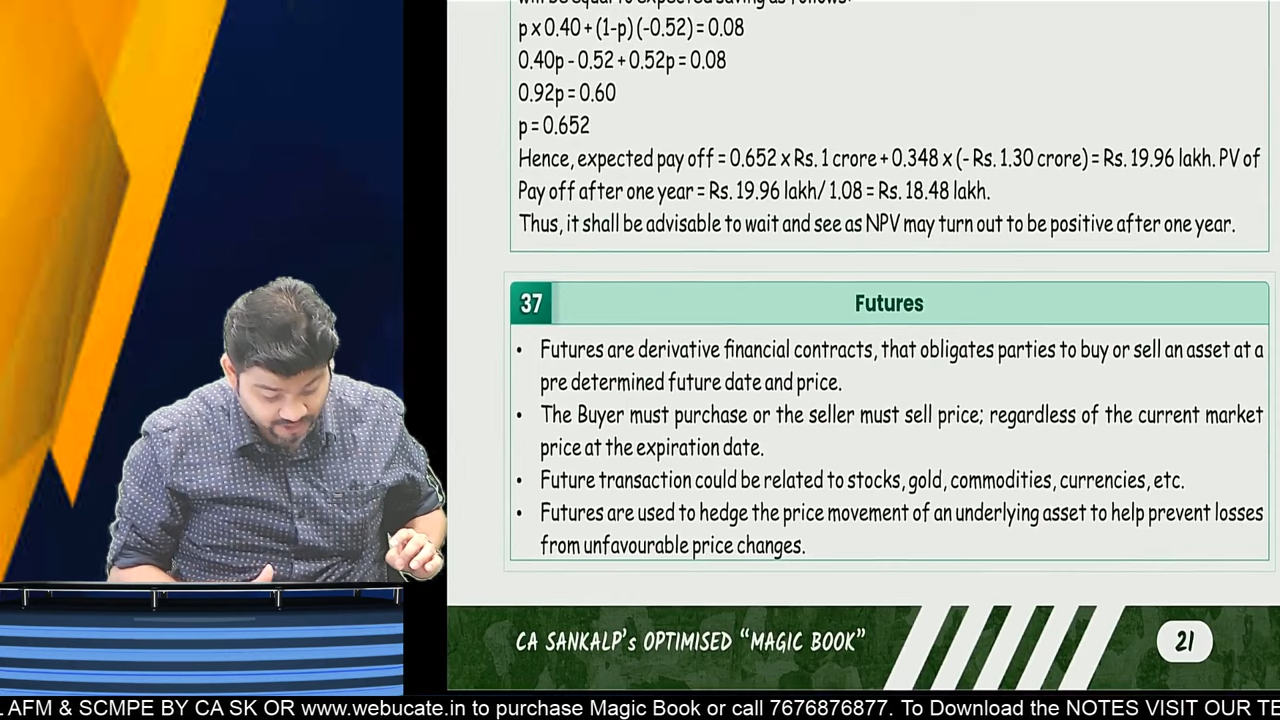 will be equal to expected saving as follows:
p x 0.40 + (1-p) (-0.52) = 0.08
0.40p - 0.52 + 0.52p = 0.08
0.92p = 0.60
p = 0.652
Hence, expected pay off = 0.652 x Rs. 1 crore + 0.348 x (- Rs. 1.30 crore) = Rs. 19.96 lakh. PV of
Pay off after one year = Rs. 19.96 lakh/ 1.08 = Rs. 18.48 lakh.
Thus, it shall be advisable to wait and see as NPV may turn out to be positive after one year.
37 Futures
• Futures are derivative financial contracts, that obligates parties to buy or sell an asset at a
pre determined future date and price.
• The Buyer must purchase or the seller must sell price; regardless of the current market
price at the expiration date.
• Future transaction could be related to stocks, gold, commodities, currencies, etc.
• Futures are used to hedge the price movement of an underlying asset to help prevent losses
from unfavourable price changes.
CA SANKALP's OPTIMISED “MAGIC BOOK” 21
AFM & SCMPE BY CA SK OR www.webucate.in to purchase Magic Book or call 7676876877. To Download the NOTES VISIT OUR TE